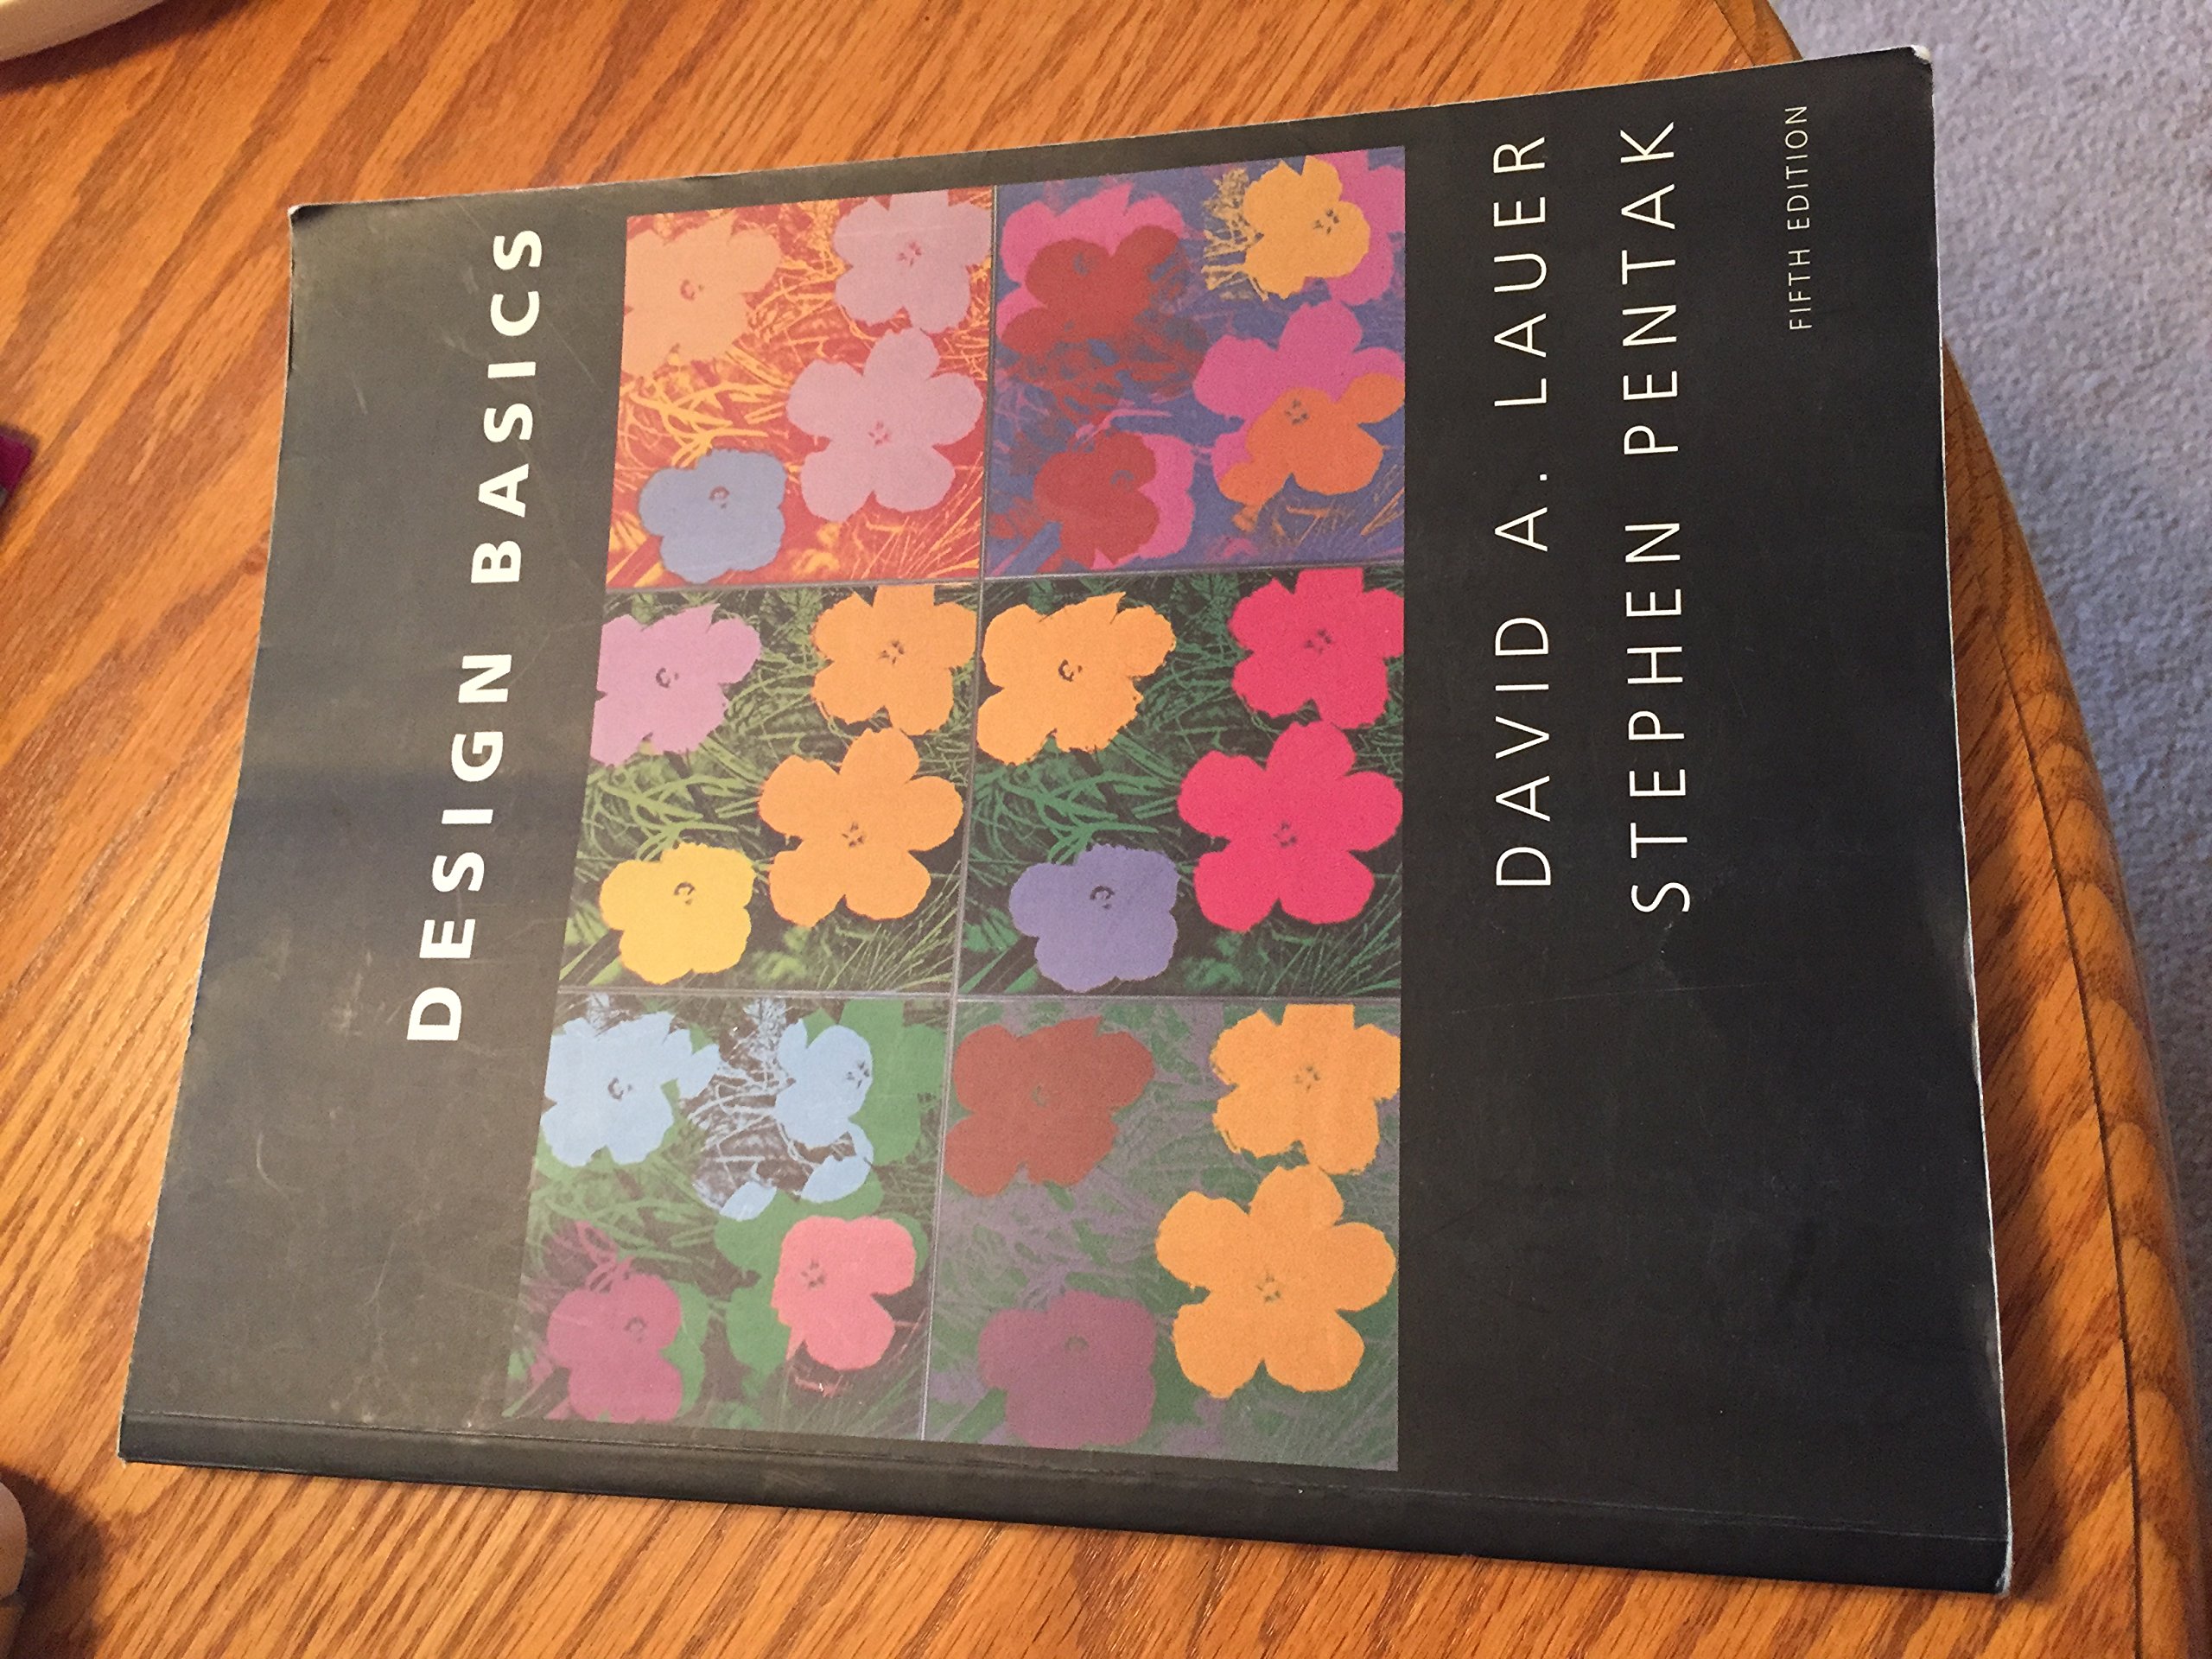 DESIGN BASICS
DAVID A. LAUER
STEPHEN PENTAK
FIFTH EDITION